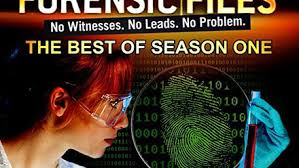 FORENSIC FILES
No Witnesses. No Leads. No Problem.
THE BEST OF SEASON ONE